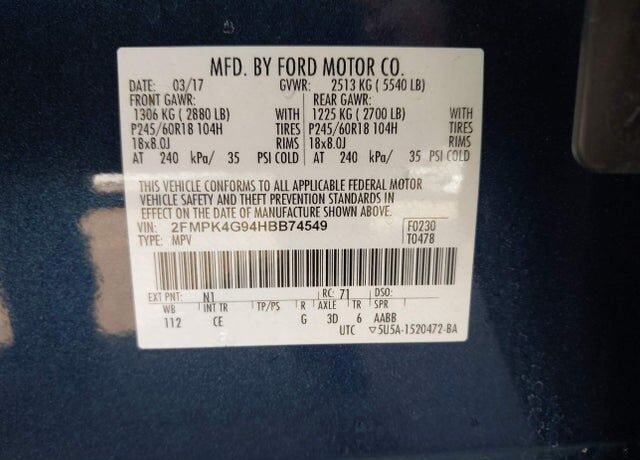 MFD. BY FORD MOTOR CO.
DATE: 03/17 GVWR: 2513 KG ( 5540 LB)
FRONT GAWR: REAR GAWR:
1306 KG ( 2880 LB) WITH 1225 KG ( 2700 LB) WITH
P245/60R18 104H TIRES P245/60R18 104H TIRES
18x8.0J RIMS 18x8.0J RIMS
AT 240 kPa/ 35 PSI COLD AT 240 kPa/ 35 PSI COLD
THIS VEHICLE CONFORMS TO ALL APPLICABLE FEDERAL MOTOR
VEHICLE SAFETY AND THEFT PREVENTION STANDARDS IN
EFFECT ON THE DATE OF MANUFACTURE SHOWN ABOVE.
VIN: 2FMPK4G94HBB74549 F0230
TYPE: MPV T0478
EXT PNT: N1 RC: 71 DSO:
WB INT TR TP/PS R AXLE TR SPR
112 CE G 3D 6 AABB
UTC ▽5U5A-1520472-BA